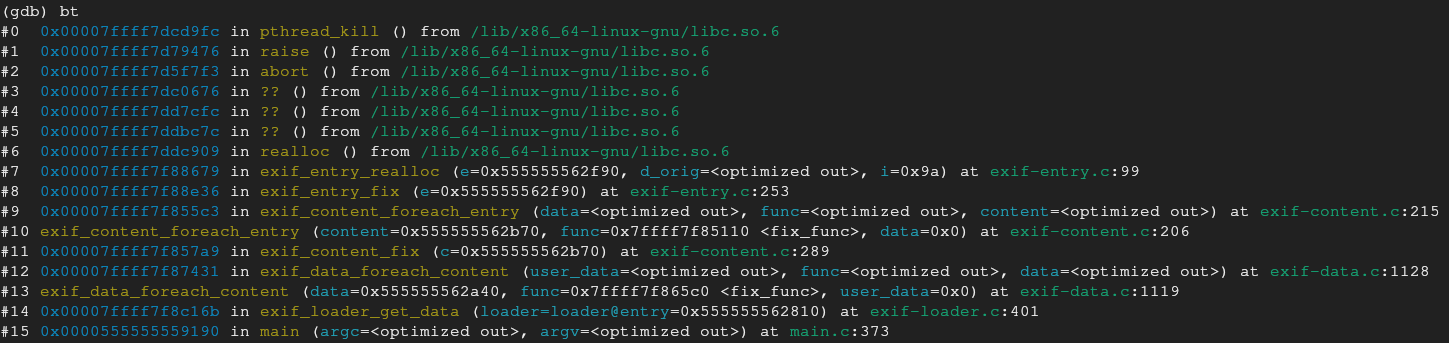 (gdb) bt
#0  0x00007ffff7dcd9fc in pthread_kill () from /lib/x86_64-linux-gnu/libc.so.6
#1  0x00007ffff7d79476 in raise () from /lib/x86_64-linux-gnu/libc.so.6
#2  0x00007ffff7d5f7f3 in abort () from /lib/x86_64-linux-gnu/libc.so.6
#3  0x00007ffff7dc0676 in ?? () from /lib/x86_64-linux-gnu/libc.so.6
#4  0x00007ffff7dd7cfc in ?? () from /lib/x86_64-linux-gnu/libc.so.6
#5  0x00007ffff7ddbc7c in ?? () from /lib/x86_64-linux-gnu/libc.so.6
#6  0x00007ffff7ddc909 in realloc () from /lib/x86_64-linux-gnu/libc.so.6
#7  0x00007ffff7f88679 in exif_entry_realloc (e=0x555555562f90, d_orig=<optimized out>, i=0x9a) at exif-entry.c:99
#8  0x00007ffff7f88e36 in exif_entry_fix (e=0x555555562f90) at exif-entry.c:253
#9  0x00007ffff7f855c3 in exif_content_foreach_entry (data=<optimized out>, func=<optimized out>, content=<optimized out>) at exif-content.c:215
#10 exif_content_foreach_entry (content=0x555555562b70, func=0x7ffff7f85110 <fix_func>, data=0x0) at exif-content.c:206
#11 0x00007ffff7f857a9 in exif_content_fix (c=0x555555562b70) at exif-content.c:289
#12 0x00007ffff7f87431 in exif_data_foreach_content (user_data=<optimized out>, func=<optimized out>, data=<optimized out>) at exif-data.c:1128
#13 exif_data_foreach_content (data=0x555555562a40, func=0x7ffff7f865c0 <fix_func>, user_data=0x0) at exif-data.c:1119
#14 0x00007ffff7f8c16b in exif_loader_get_data (loader=loader@entry=0x555555562810) at exif-loader.c:401
#15 0x0000555555559190 in main (argc=<optimized out>, argv=<optimized out>) at main.c:373